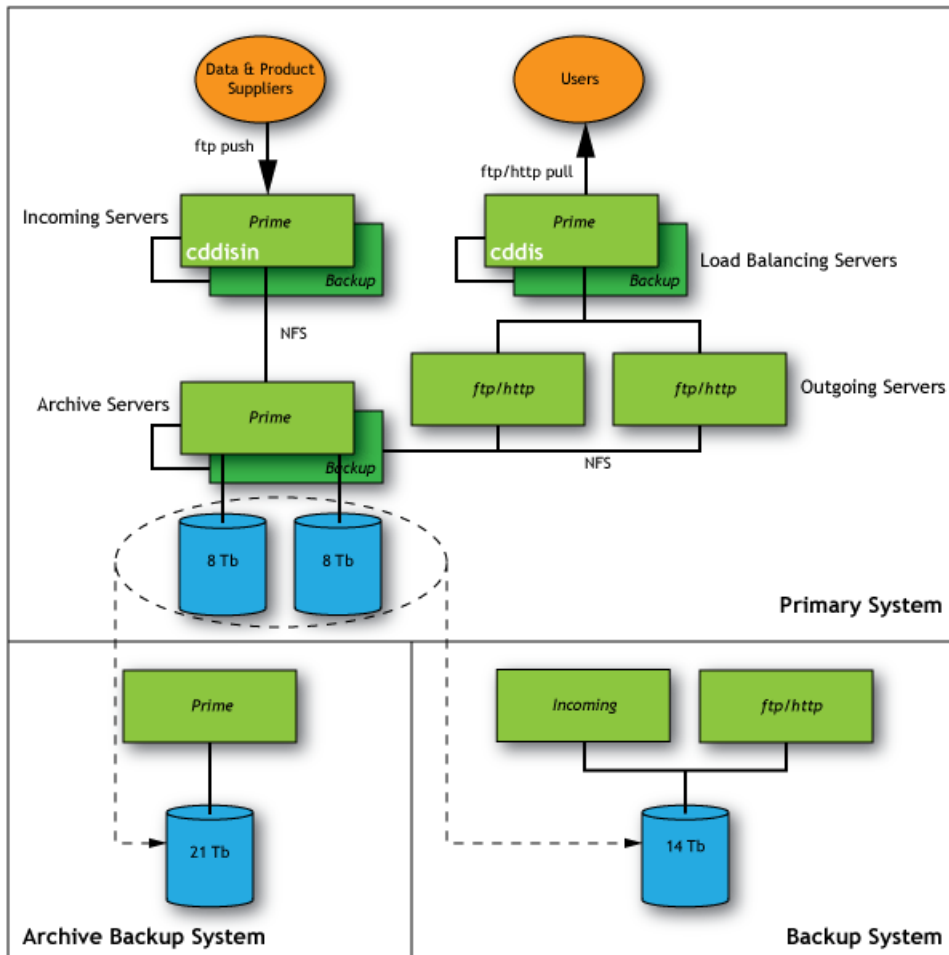 Data & Product
Suppliers
Users
ftp push
ftp/http pull
Incoming Servers
Prime
cddisin
Backup
Prime
cddis
Backup
Load Balancing Servers
NFS
ftp/http
ftp/http
Outgoing Servers
Archive Servers
Prime
Backup
NFS
8 Tb
8 Tb
Primary System
Prime
21 Tb
Archive Backup System
Incoming
ftp/http
14 Tb
Backup System